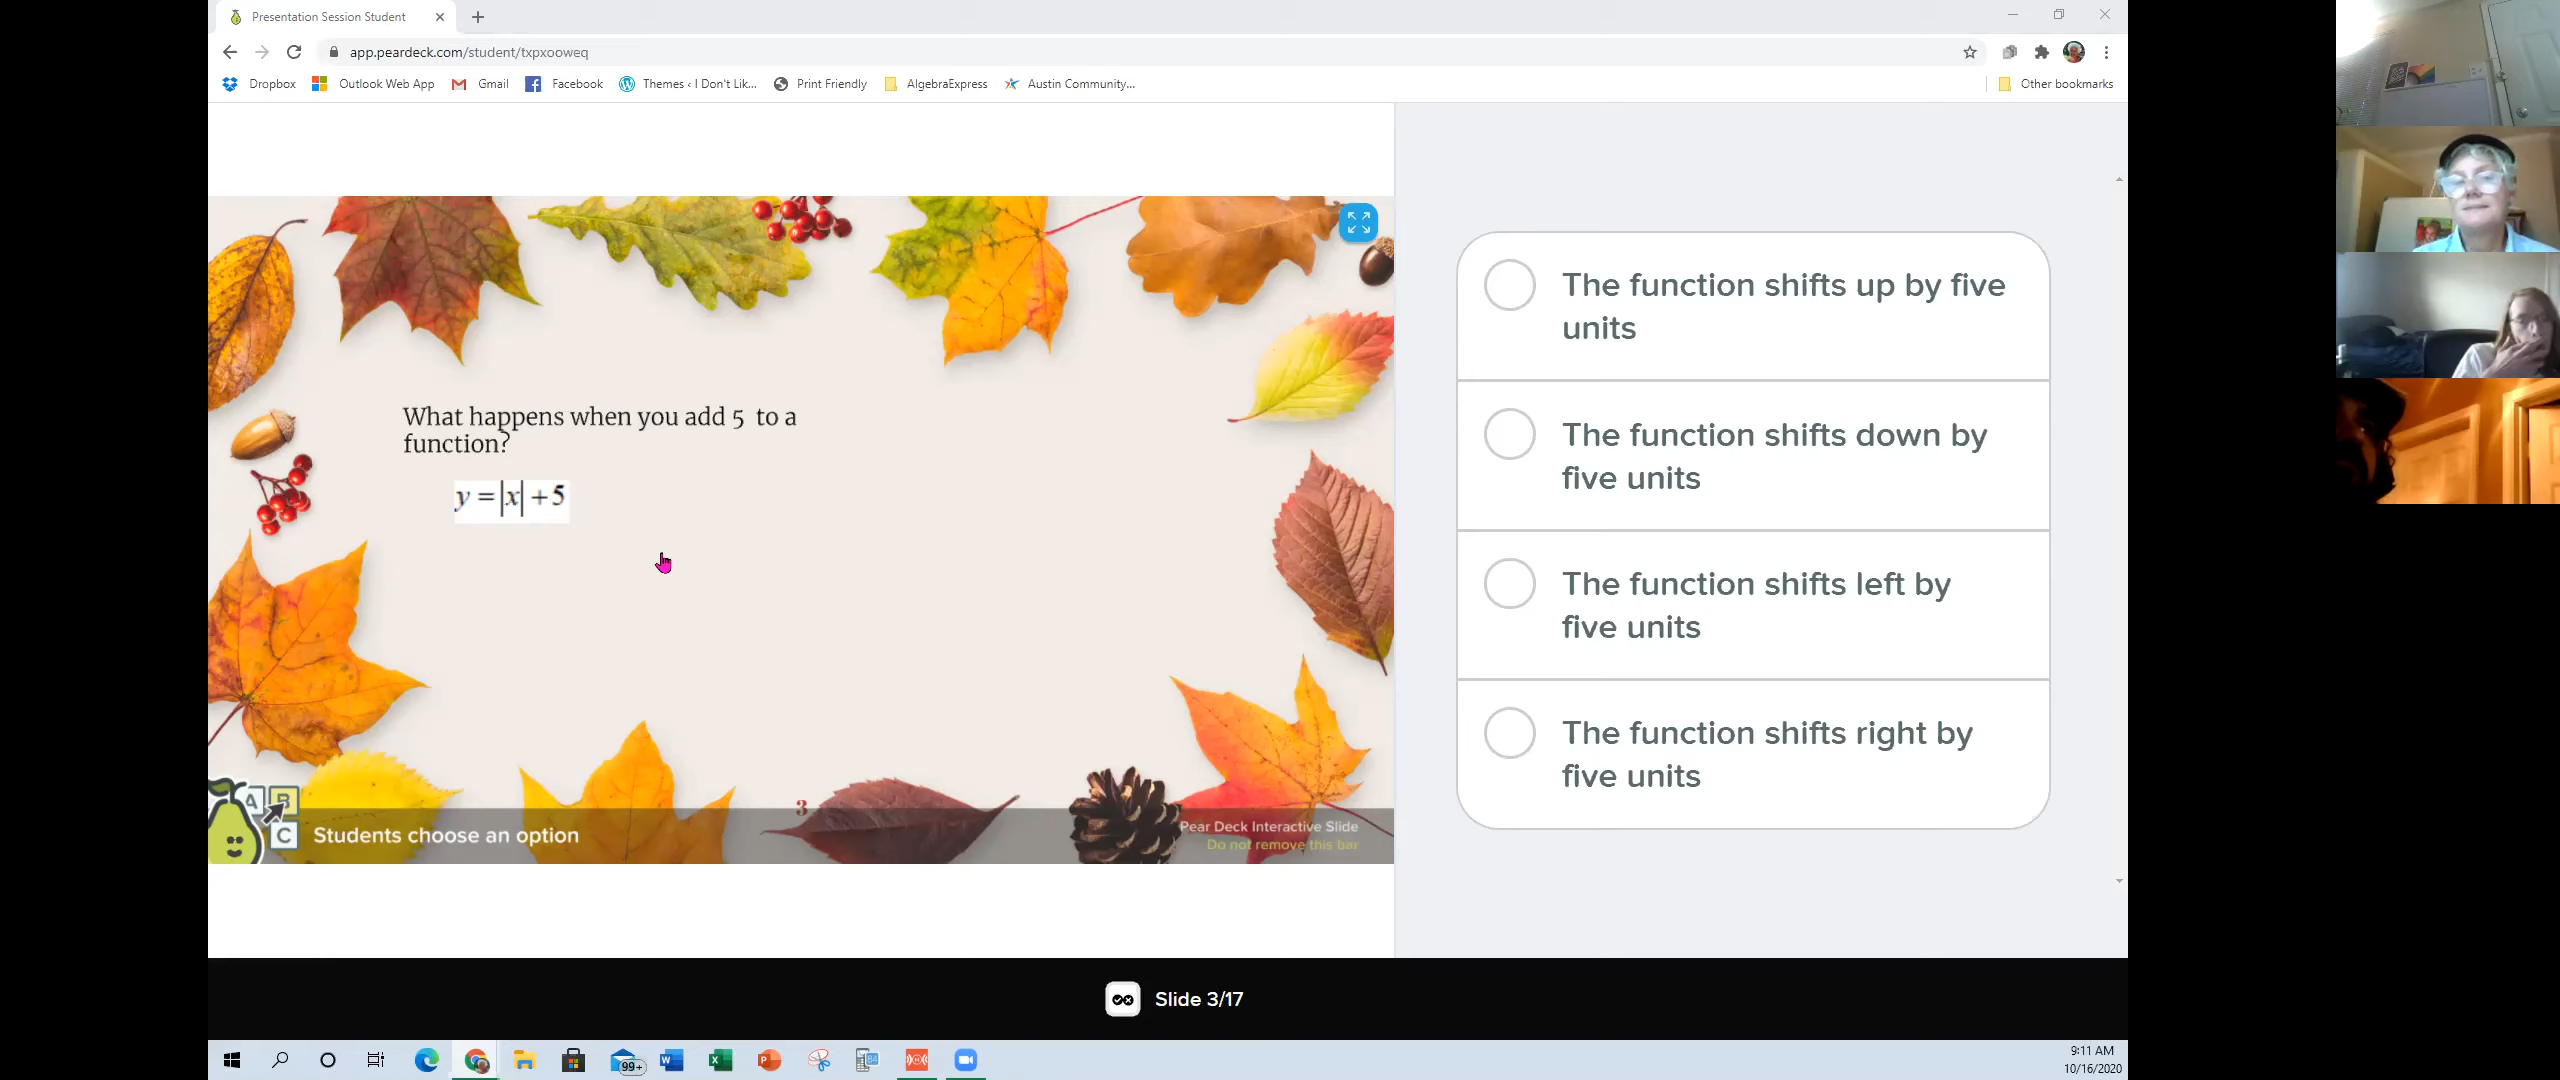 Presentation Session Student
app.peardeck.com/student/txpxooweq
Dropbox Outlook Web App Gmail Facebook Themes ‹ I Don't Lik... Print Friendly AlgebraExpress Austin Community... Other bookmarks
What happens when you add 5 to a
function?
y = |x| + 5
3
A B
C
Students choose an option
Pear Deck Interactive Slide
Do not remove this bar
The function shifts up by five
units
The function shifts down by
five units
The function shifts left by
five units
The function shifts right by
five units
Slide 3/17
99+
9:11 AM
10/16/2020